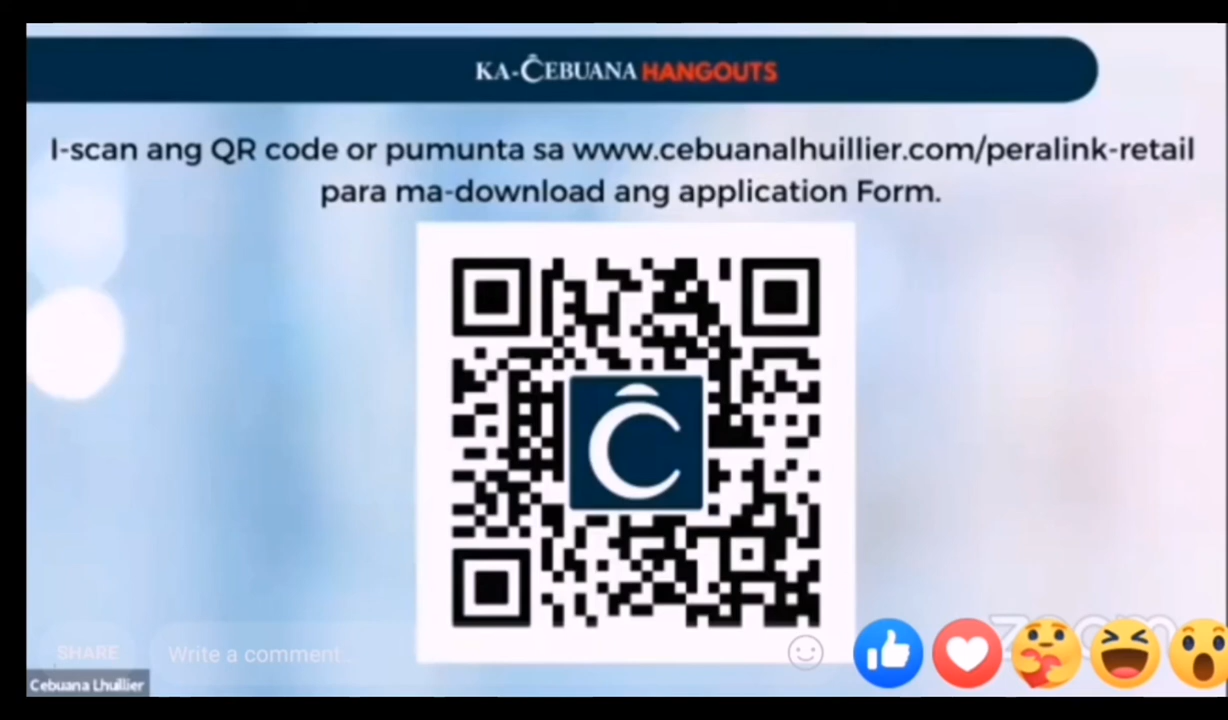 KA-ĈEBUANA HANGOUTS
I-scan ang QR code or pumunta sa www.cebuanalhuillier.com/peralink-retail
para ma-download ang application Form.
Ĉ
zoom
SHARE
Write a comment...
Cebuana Lhuillier